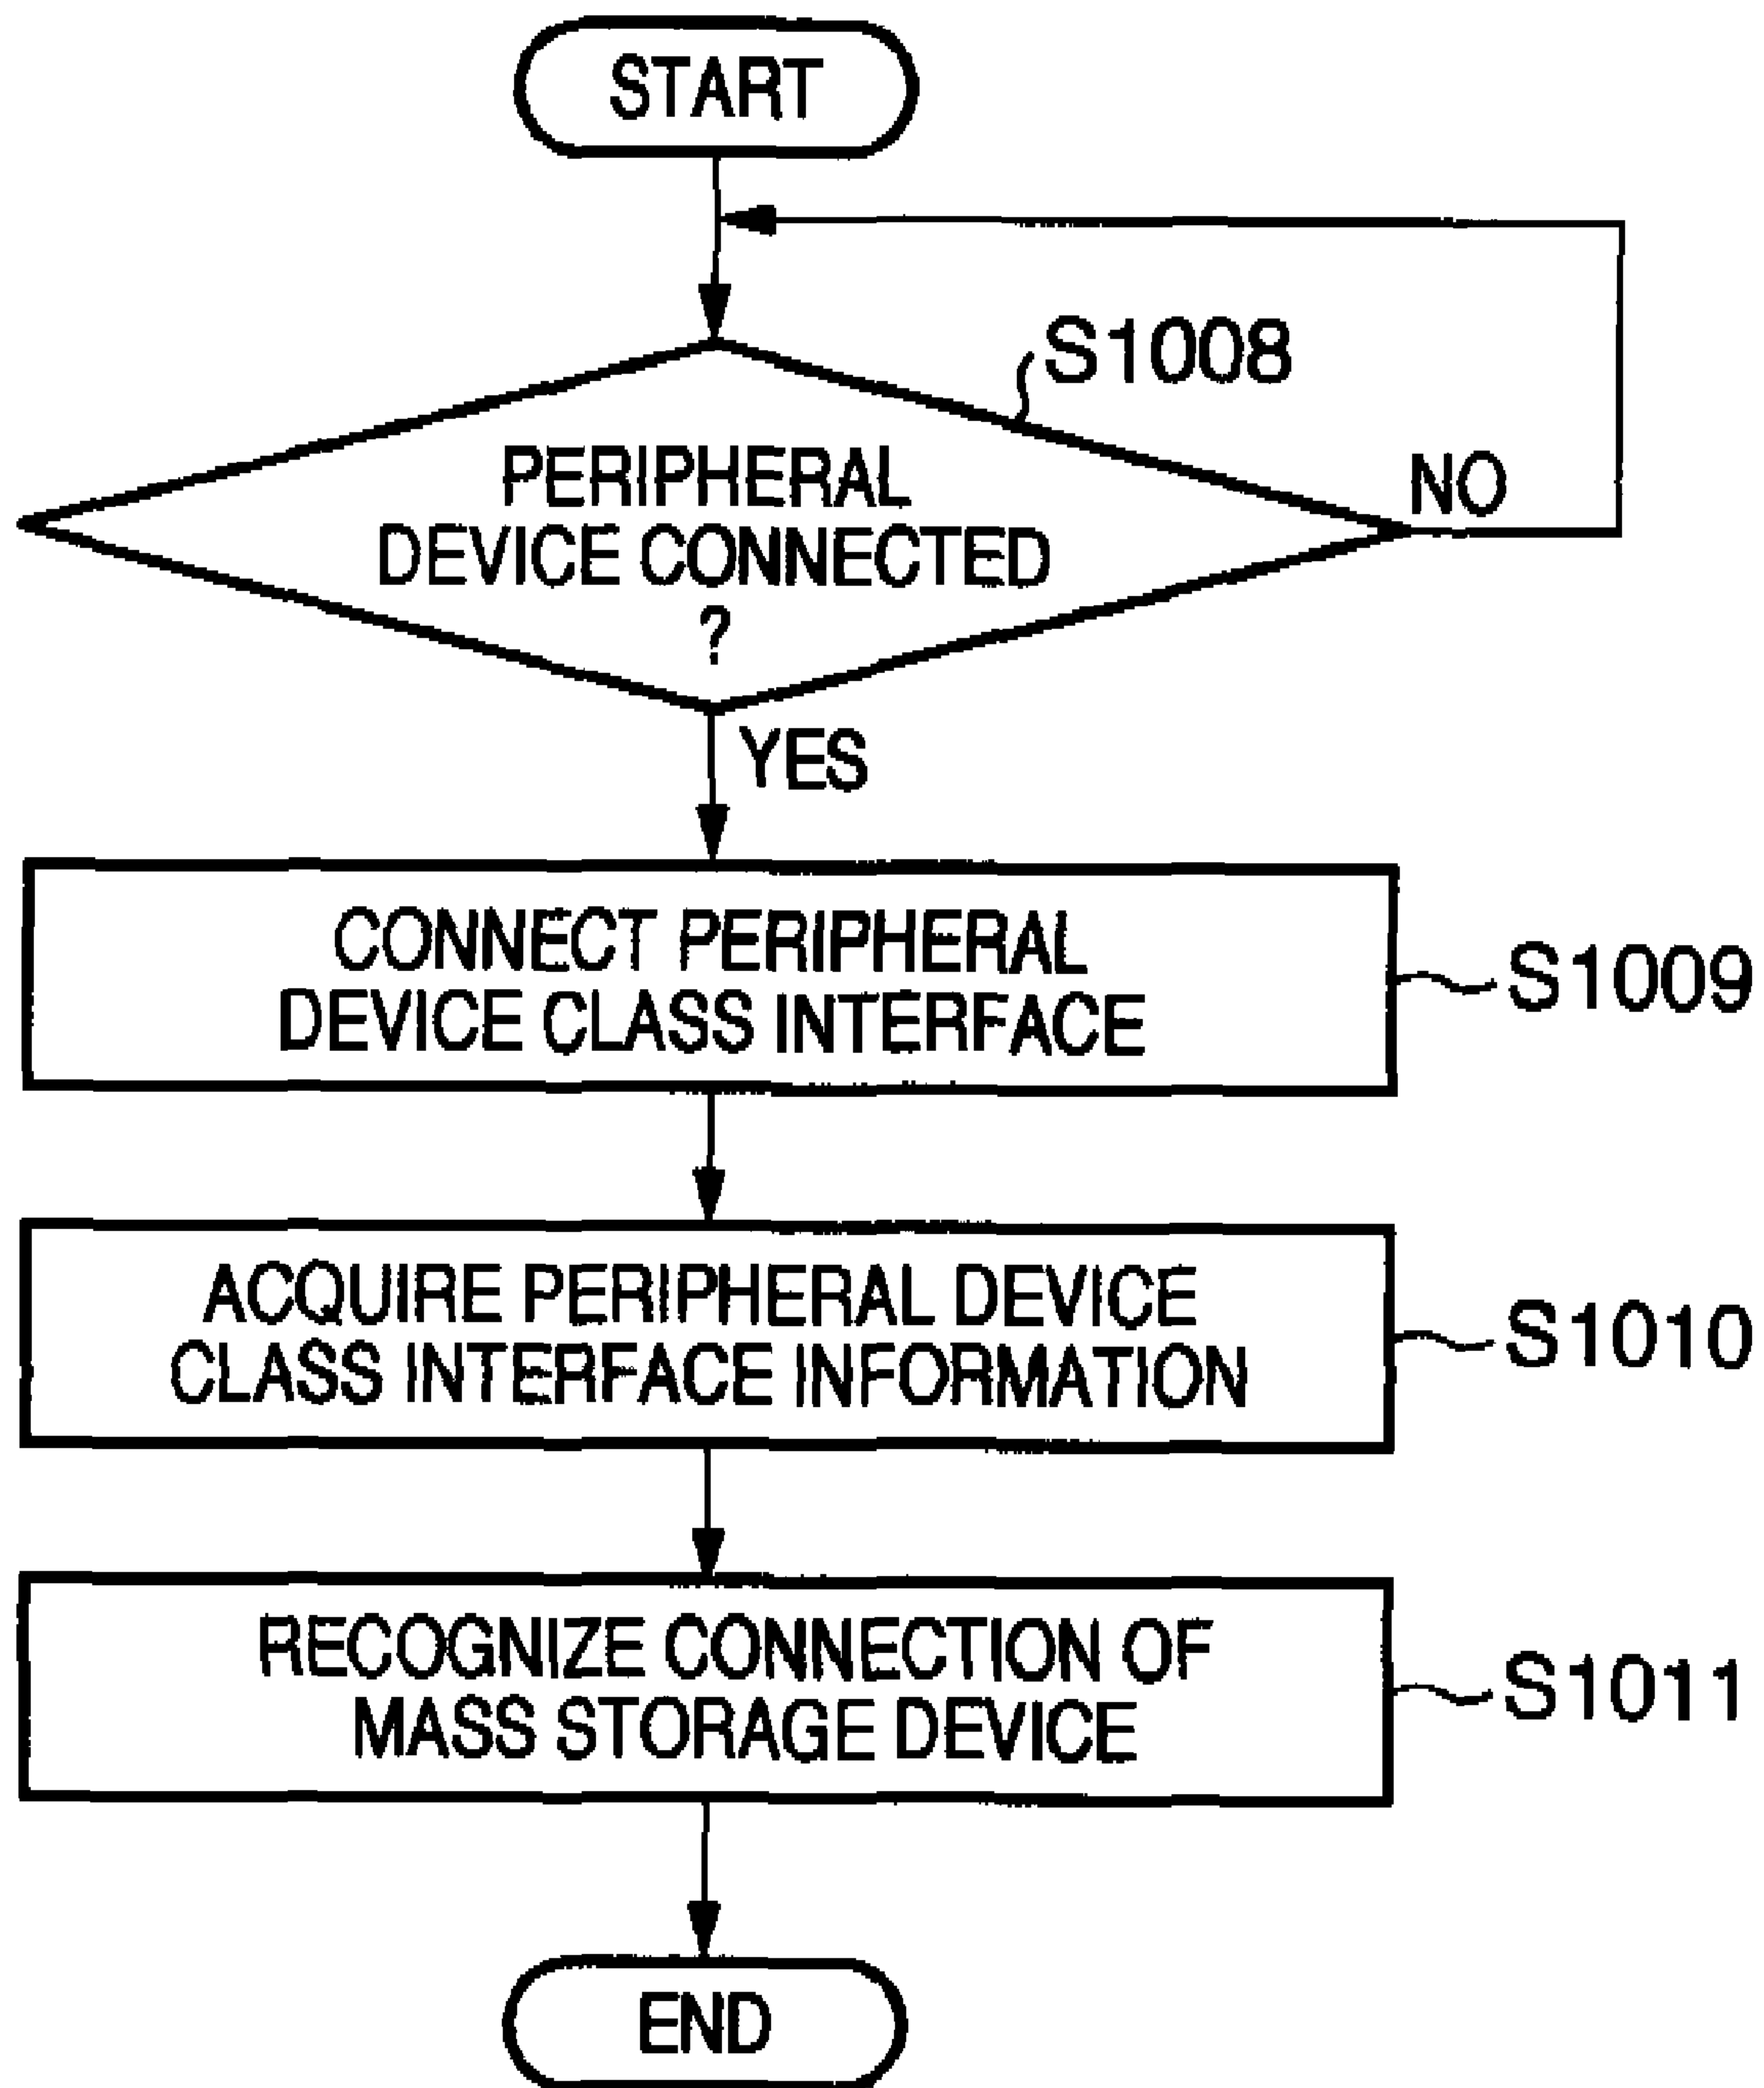 START
S1008
PERIPHERAL
DEVICE CONNECTED
?
NO
YES
CONNECT PERIPHERAL
DEVICE CLASS INTERFACE
S1009
ACQUIRE PERIPHERAL DEVICE
CLASS INTERFACE INFORMATION
S1010
RECOGNIZE CONNECTION OF
MASS STORAGE DEVICE
S1011
END